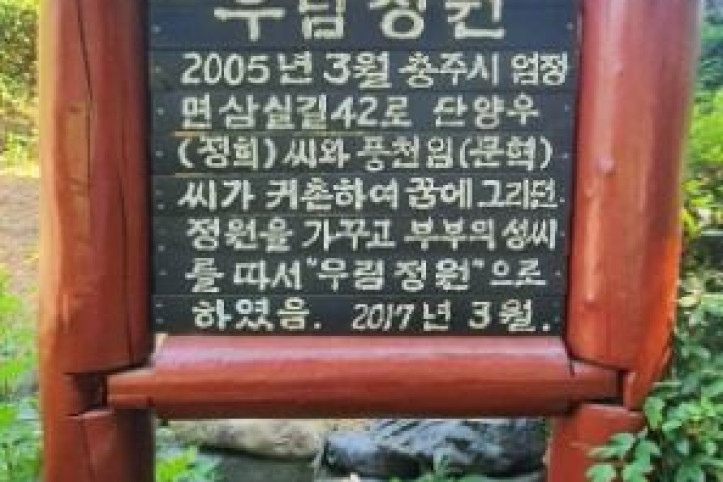 우림정원
2005년 3월 충주시 엄정
면 삼실길42로 단양우
(정희) 씨와 풍천임(문혁)
씨가 귀촌하여 꿈에 그리던
정원을 가꾸고 부부의 성씨
를 따서 "우림 정원" 으로
하였음. 2017년 3월.